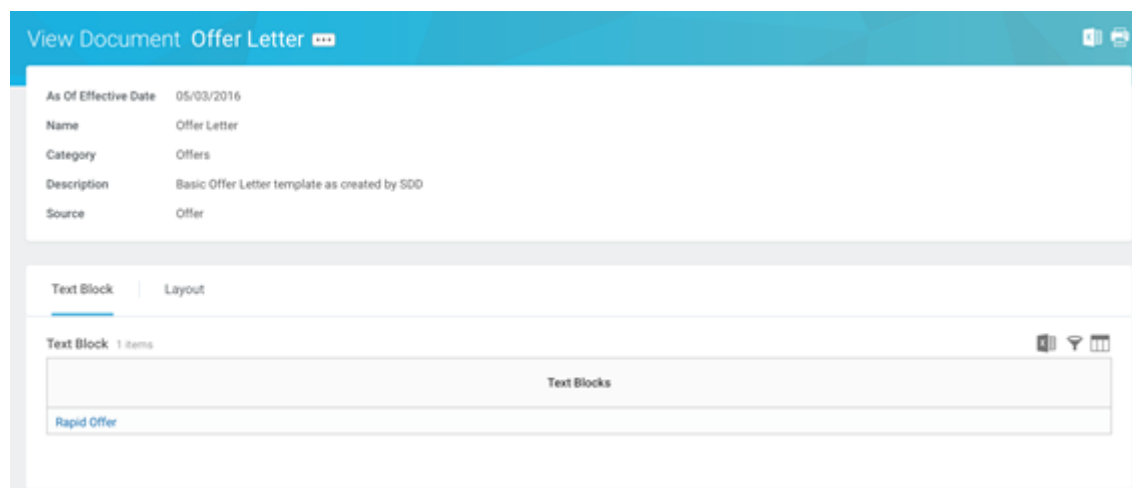 View Document Offer Letter
As Of Effective Date 05/03/2016
Name Offer Letter
Category Offers
Description Basic Offer Letter template as created by SDD
Source Offer
Text Block Layout
Text Block 1 items
Text Blocks
Rapid Offer